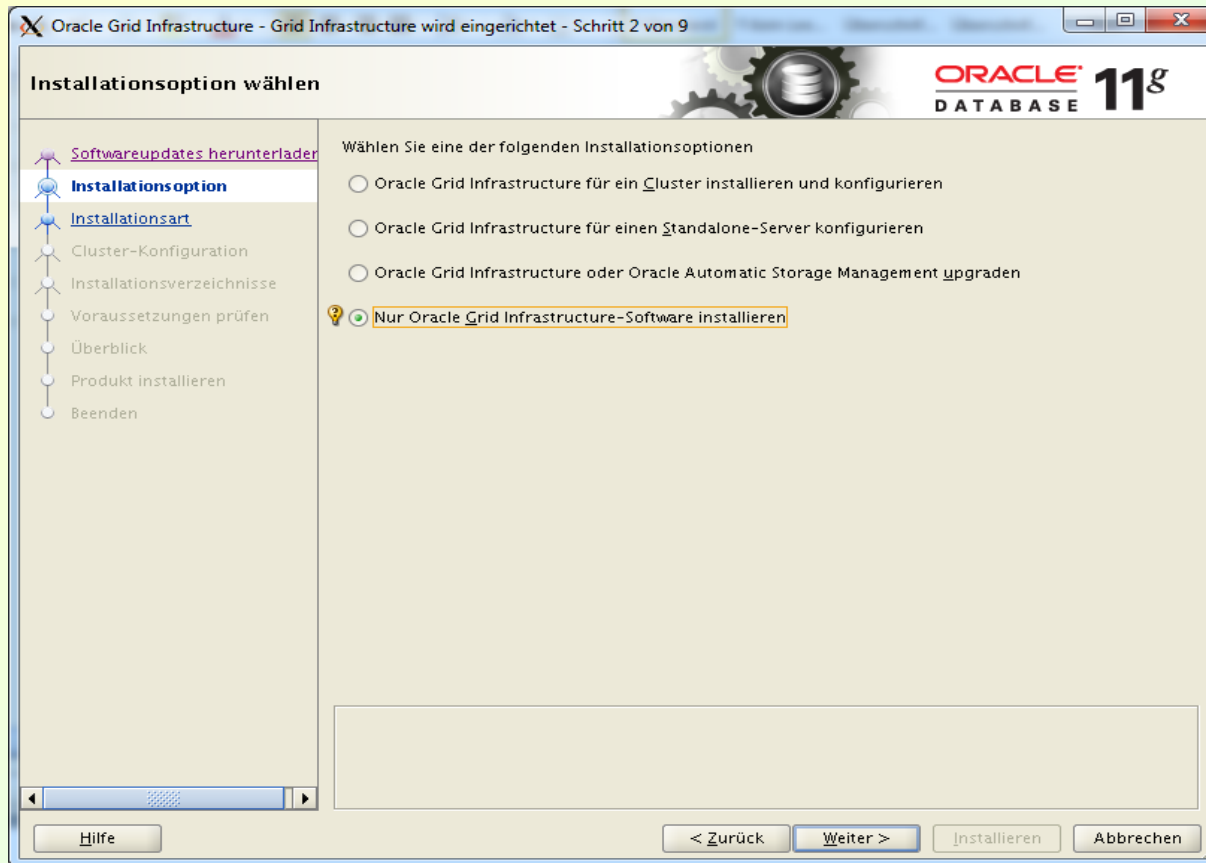 Oracle Grid Infrastructure - Grid Infrastructure wird eingerichtet - Schritt 2 von 9
Installationsoption wählen
ORACLE
DATABASE
11g
Softwareupdates herunterlader
Installationsoption
Installationsart
Cluster-Konfiguration
Installationsverzeichnisse
Voraussetzungen prüfen
Überblick
Produkt installieren
Beenden
Wählen Sie eine der folgenden Installationsoptionen
Oracle Grid Infrastructure für ein Cluster installieren und konfigurieren
Oracle Grid Infrastructure für einen Standalone-Server konfigurieren
Oracle Grid Infrastructure oder Oracle Automatic Storage Management upgraden
Nur Oracle Grid Infrastructure-Software installieren
Hilfe
< Zurück
Weiter >
Installieren
Abbrechen